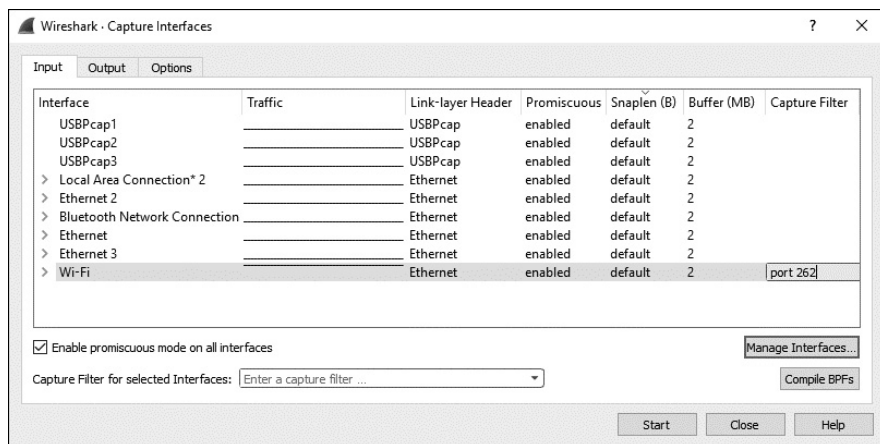 Wireshark · Capture Interfaces ? X
Input Output Options
Interface Traffic Link-layer Header Promiscuous Snaplen (B) Buffer (MB) Capture Filter
USBPcap1 USBPcap enabled default 2
USBPcap2 USBPcap enabled default 2
USBPcap3 USBPcap enabled default 2
> Local Area Connection* 2 Ethernet enabled default 2
> Ethernet 2 Ethernet enabled default 2
> Bluetooth Network Connection Ethernet enabled default 2
> Ethernet Ethernet enabled default 2
> Ethernet 3 Ethernet enabled default 2
> Wi-Fi Ethernet enabled default 2 port 262
Enable promiscuous mode on all interfaces Manage Interfaces...
Capture Filter for selected Interfaces: Enter a capture filter ... Compile BPFs
Start Close Help